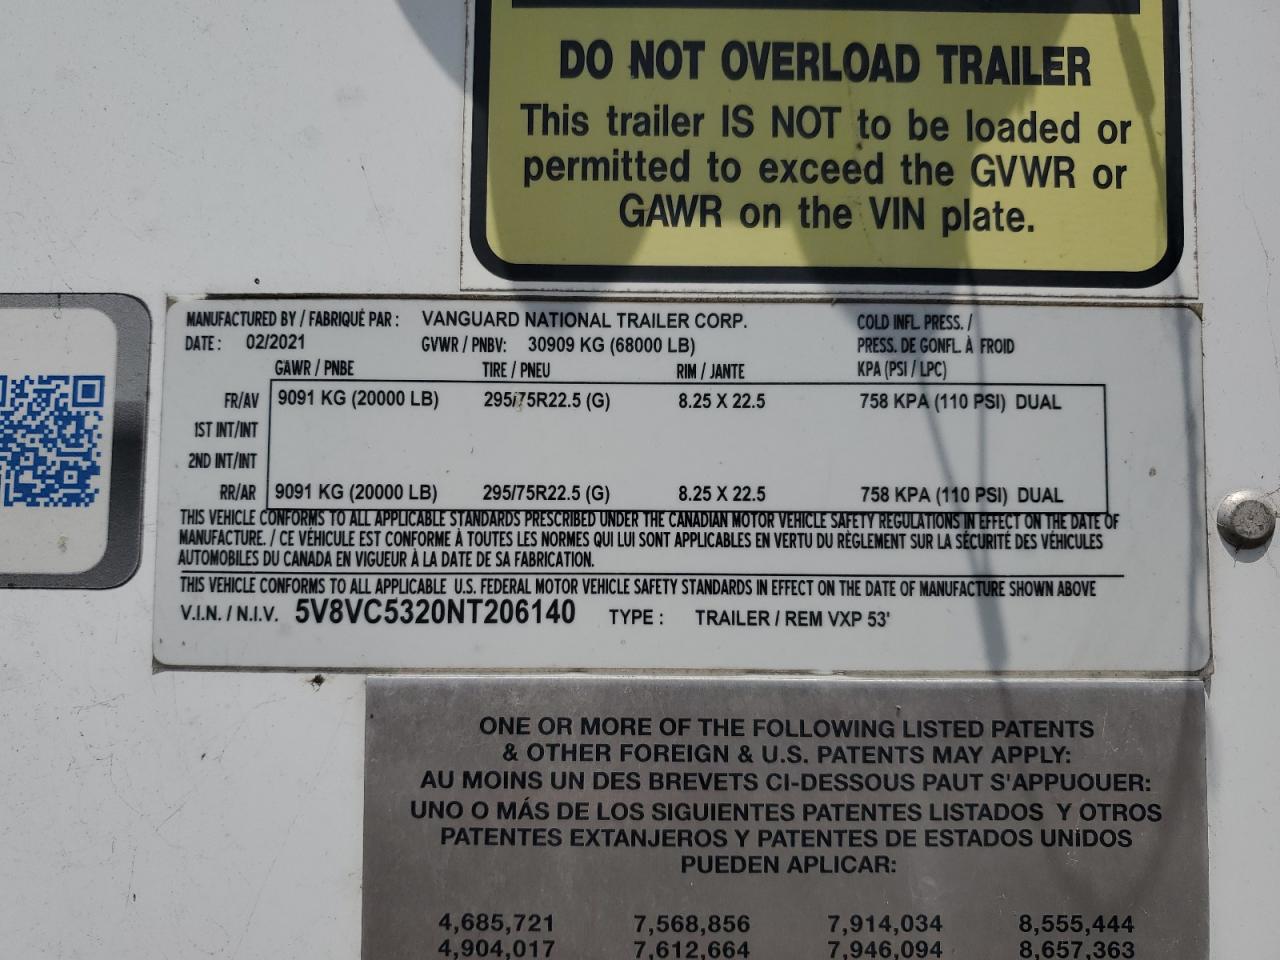 DO NOT OVERLOAD TRAILER
This trailer IS NOT to be loaded or
permitted to exceed the GVWR or
GAWR on the VIN plate.
MANUFACTURED BY / FABRIQUÉ PAR : VANGUARD NATIONAL TRAILER CORP. COLD INFL. PRESS. /
DATE : 02/2021 GVWR / PNBV: 30909 KG (68000 LB) PRESS. DE GONFL. À FROID
GAWR / PNBE TIRE / PNEU RIM / JANTE KPA (PSI / LPC)
FR/AV 9091 KG (20000 LB) 295/75R22.5 (G) 8.25 X 22.5 758 KPA (110 PSI) DUAL
1ST INT/INT
2ND INT/INT
RR/AR 9091 KG (20000 LB) 295/75R22.5 (G) 8.25 X 22.5 758 KPA (110 PSI) DUAL
THIS VEHICLE CONFORMS TO ALL APPLICABLE STANDARDS PRESCRIBED UNDER THE CANADIAN MOTOR VEHICLE SAFETY REGULATIONS IN EFFECT ON THE DATE OF
MANUFACTURE. / CE VÉHICULE EST CONFORME À TOUTES LES NORMES QUI LUI SONT APPLICABLES EN VERTU DU RÈGLEMENT SUR LA SÉCURITÉ DES VÉHICULES
AUTOMOBILES DU CANADA EN VIGUEUR À LA DATE DE SA FABRICATION.
THIS VEHICLE CONFORMS TO ALL APPLICABLE U.S. FEDERAL MOTOR VEHICLE SAFETY STANDARDS IN EFFECT ON THE DATE OF MANUFACTURE SHOWN ABOVE
V.I.N. / N.I.V. 5V8VC5320NT206140 TYPE : TRAILER / REM VXP 53'
ONE OR MORE OF THE FOLLOWING LISTED PATENTS
& OTHER FOREIGN & U.S. PATENTS MAY APPLY:
AU MOINS UN DES BREVETS CI-DESSOUS PAUT S'APPUOUER:
UNO O MÁS DE LOS SIGUIENTES PATENTES LISTADOS Y OTROS
PATENTES EXTANJEROS Y PATENTES DE ESTADOS UNíDOS
PUEDEN APLICAR:
4,685,721 7,568,856 7,914,034 8,555,444
4,904,017 7,612,664 7,946,094 8,657,363